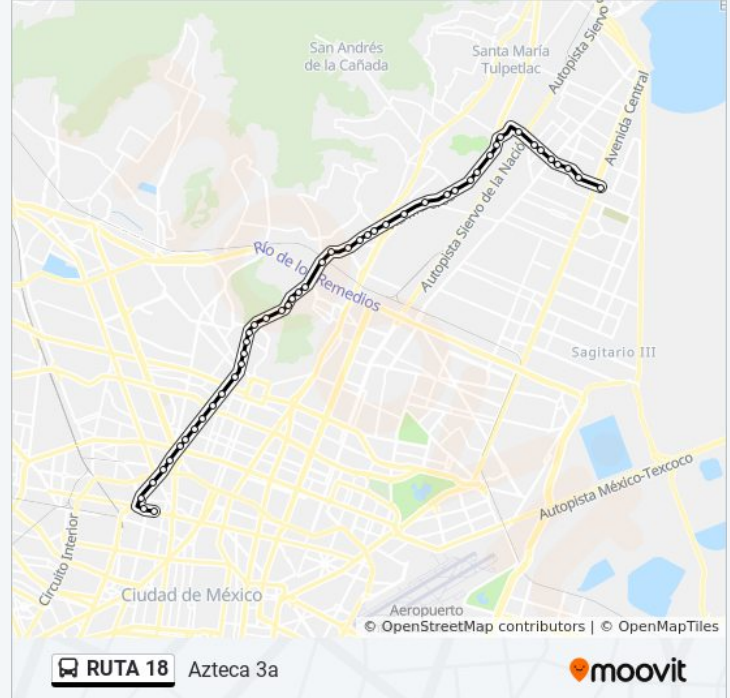 San Andrés
de la Cañada
Santa María
Tulpetlac
Autopista Siervo
Avenida Central
Autopista Siervo de la Nació
Río de los Remedios
Sagitario III
Autopista México-Texcoco
Circuito Interior
Ciudad de México
Aeropuerto
© OpenStreetMap contributors | © OpenMapTiles
RUTA 18 Azteca 3a
moovit